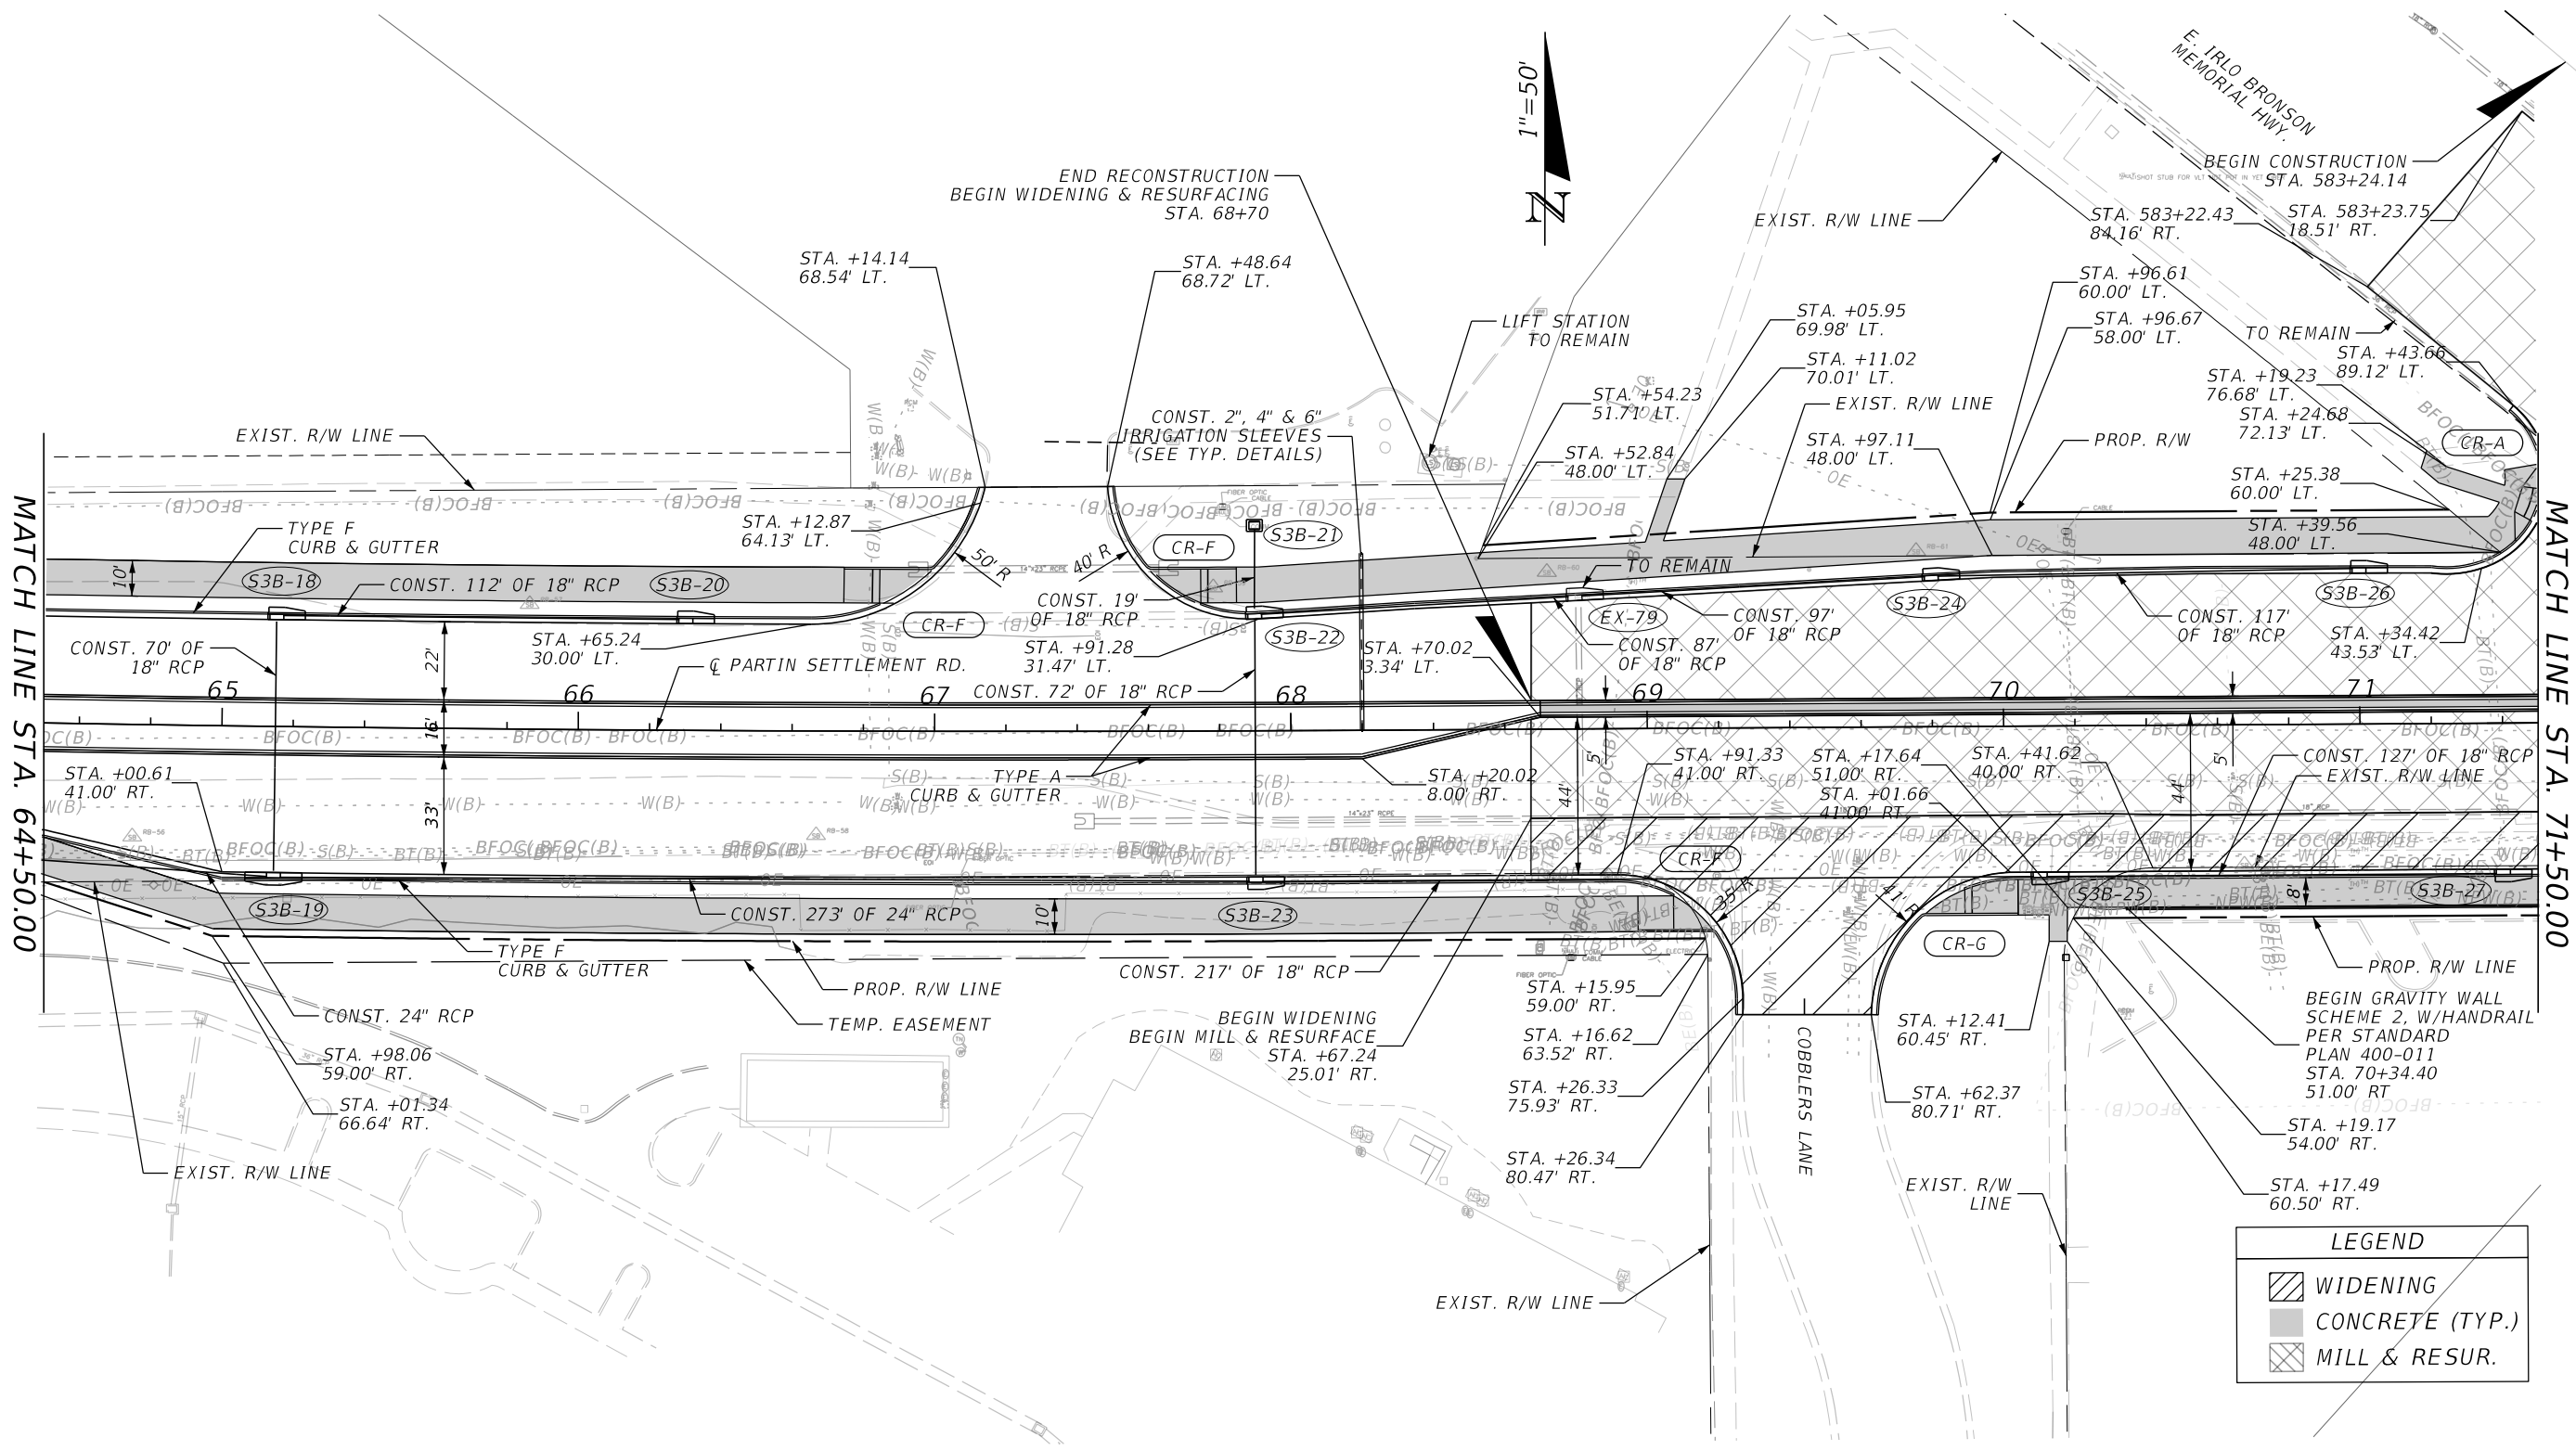 1"=50'
N
E. IRLO BRONSON
MEMORIAL HWY.
BEGIN CONSTRUCTION
STA. 583+24.14
STA. 583+22.43
84.16' RT.
STA. 583+23.75
18.51' RT.
END RECONSTRUCTION
BEGIN WIDENING & RESURFACING
STA. 68+70
EXIST. R/W LINE
STA. +14.14
68.54' LT.
STA. +48.64
68.72' LT.
STA. +96.61
60.00' LT.
LIFT STATION
TO REMAIN
STA. +05.95
69.98' LT.
STA. +96.67
58.00' LT.
TO REMAIN
STA. +43.66
89.12' LT.
STA. +11.02
70.01' LT.
STA. +19.23
76.68' LT.
STA. +54.23
51.71' LT.
EXIST. R/W LINE
STA. +24.68
72.13' LT.
CONST. 2", 4" & 6"
IRRIGATION SLEEVES
(SEE TYP. DETAILS)
EXIST. R/W LINE
STA. +52.84
48.00' LT.
STA. +97.11
48.00' LT.
PROP. R/W
CR-A
STA. +25.38
60.00' LT.
MATCH LINE STA. 64+50.00
MATCH LINE STA. 71+50.00
TYPE F
CURB & GUTTER
STA. +12.87
64.13' LT.
S3B-21
STA. +39.56
48.00' LT.
10'
S3B-18
CONST. 112' OF 18" RCP
S3B-20
50' R
40' R
CR-F
TO REMAIN
CONST. 19'
OF 18" RCP
EX-79
CONST. 97'
OF 18" RCP
S3B-24
CONST. 117'
OF 18" RCP
S3B-26
CR-F
S3B-22
CONST. 70' OF
18" RCP
22'
STA. +65.24
30.00' LT.
STA. +91.28
31.47' LT.
STA. +70.02
3.34' LT.
CONST. 87'
OF 18" RCP
STA. +34.42
43.53' LT.
℄ PARTIN SETTLEMENT RD.
CONST. 72' OF 18" RCP
65
66
67
68
69
70
71
16'
STA. +00.61
41.00' RT.
33'
TYPE A
CURB & GUTTER
STA. +20.02
8.00' RT.
44'
5'
STA. +91.33
41.00' RT.
STA. +17.64
51.00' RT.
STA. +01.66
41.00' RT.
STA. +41.62
40.00' RT.
44'
5'
CONST. 127' OF 18" RCP
EXIST. R/W LINE
CR-F
35' R
41' R
S3B-19
CONST. 273' OF 24" RCP
S3B-23
10'
S3B-25
8'
S3B-27
TYPE F
CURB & GUTTER
CONST. 217' OF 18" RCP
CR-G
PROP. R/W LINE
PROP. R/W LINE
TEMP. EASEMENT
CONST. 24" RCP
STA. +15.95
59.00' RT.
BEGIN WIDENING
BEGIN MILL & RESURFACE
STA. +67.24
25.01' RT.
STA. +16.62
63.52' RT.
STA. +12.41
60.45' RT.
BEGIN GRAVITY WALL
SCHEME 2, W/HANDRAIL
PER STANDARD
PLAN 400-011
STA. 70+34.40
51.00' RT
STA. +98.06
59.00' RT.
STA. +01.34
66.64' RT.
STA. +26.33
75.93' RT.
COBBLERS LANE
STA. +62.37
80.71' RT.
STA. +19.17
54.00' RT.
EXIST. R/W LINE
STA. +26.34
80.47' RT.
EXIST. R/W
LINE
STA. +17.49
60.50' RT.
EXIST. R/W LINE
LEGEND
WIDENING
CONCRETE (TYP.)
MILL & RESUR.